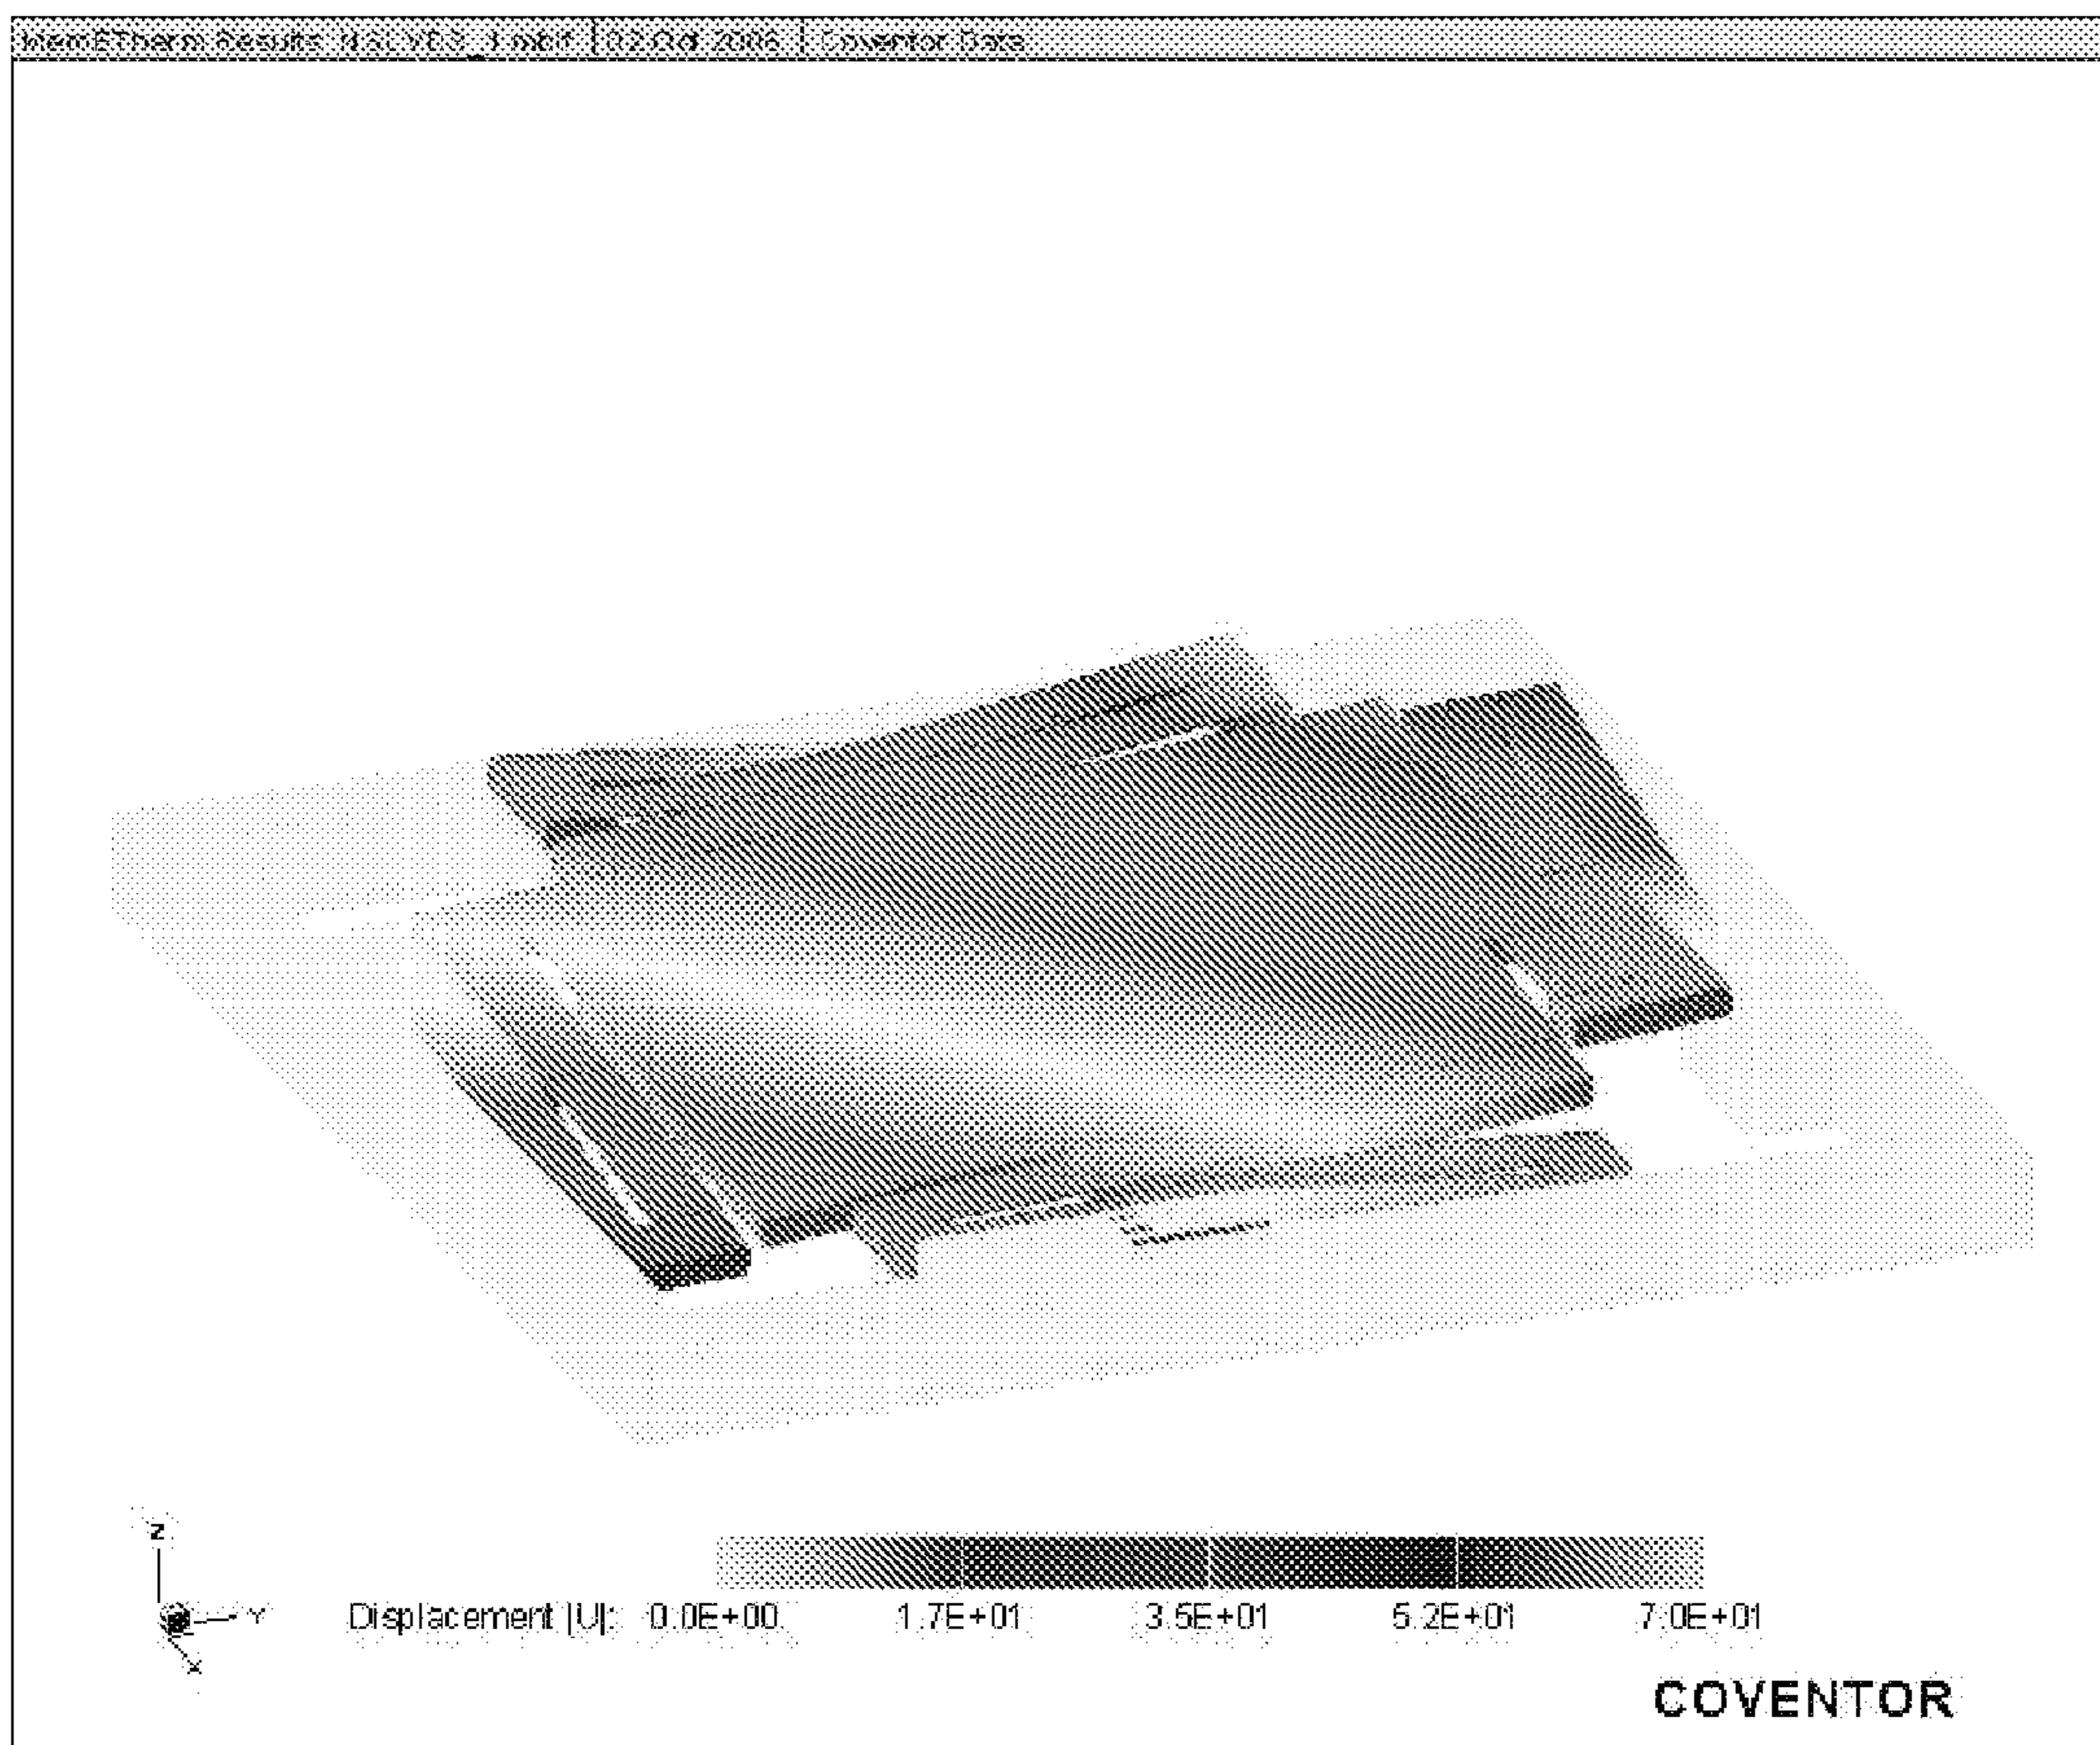 MemETherm Results: | 02 Oct 2006 | Coventor Data
Z
Y
X
Displacement |U|: 0.0E+00 1.7E+01 3.5E+01 5.2E+01 7.0E+01
COVENTOR